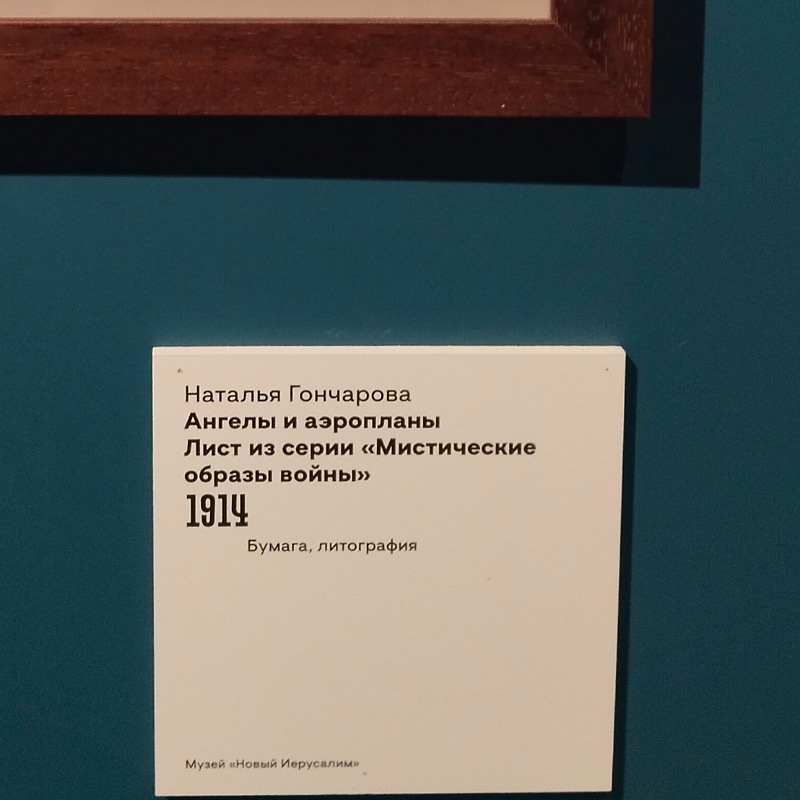 Наталья Гончарова
Ангелы и аэропланы
Лист из серии «Мистические
образы войны»
1914
Бумага, литография
Музей «Новый Иерусалим»